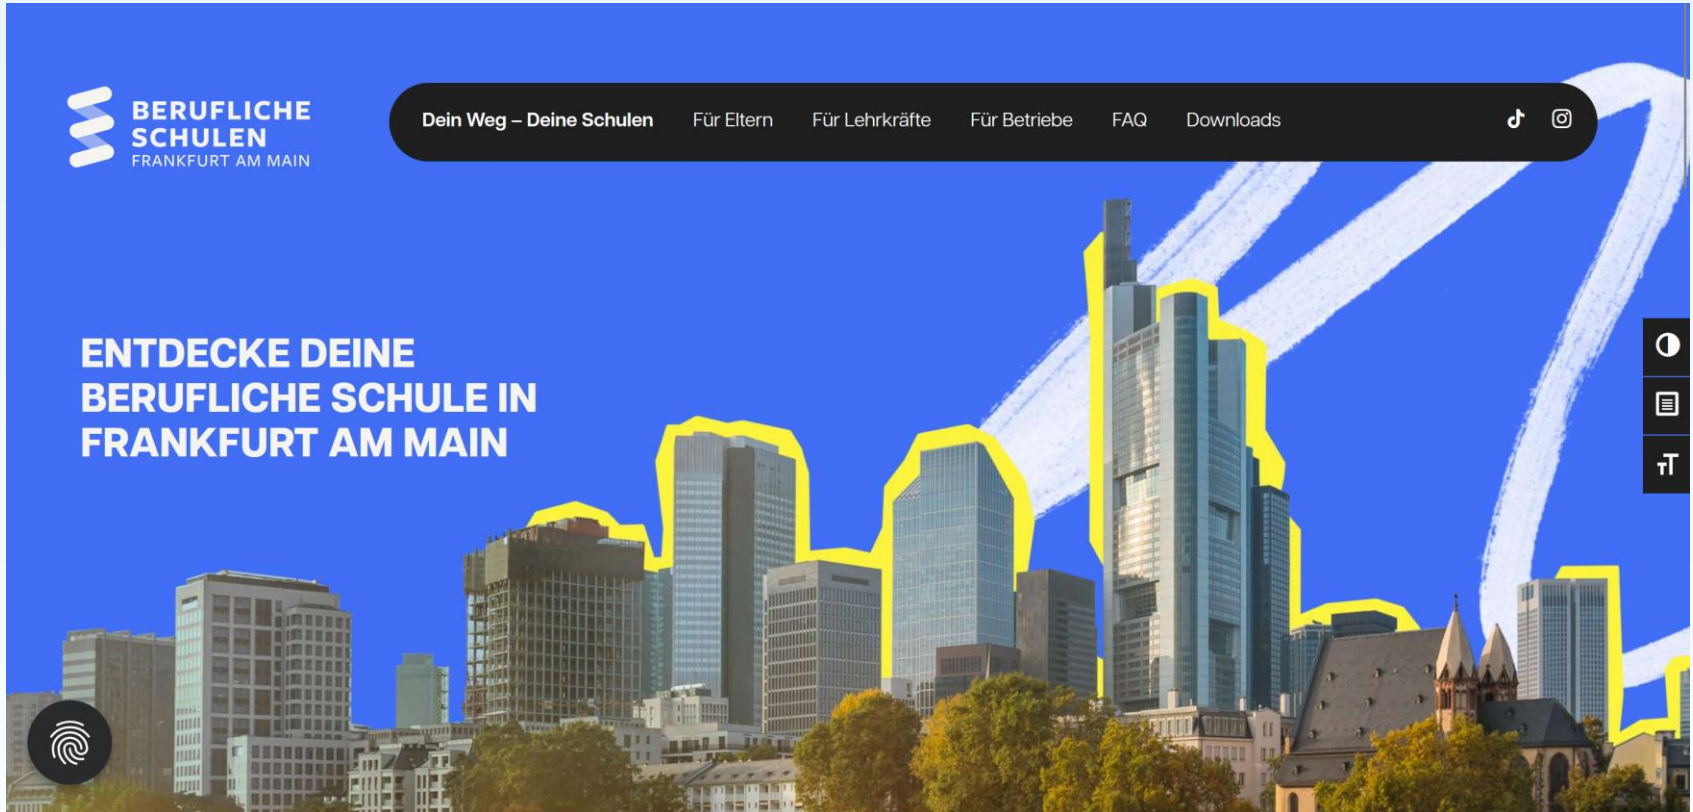 BERUFLICHE
SCHULEN
FRANKFURT AM MAIN
Dein Weg – Deine Schulen Für Eltern Für Lehrkräfte Für Betriebe FAQ Downloads
ENTDECKE DEINE
BERUFLICHE SCHULE IN
FRANKFURT AM MAIN
TT